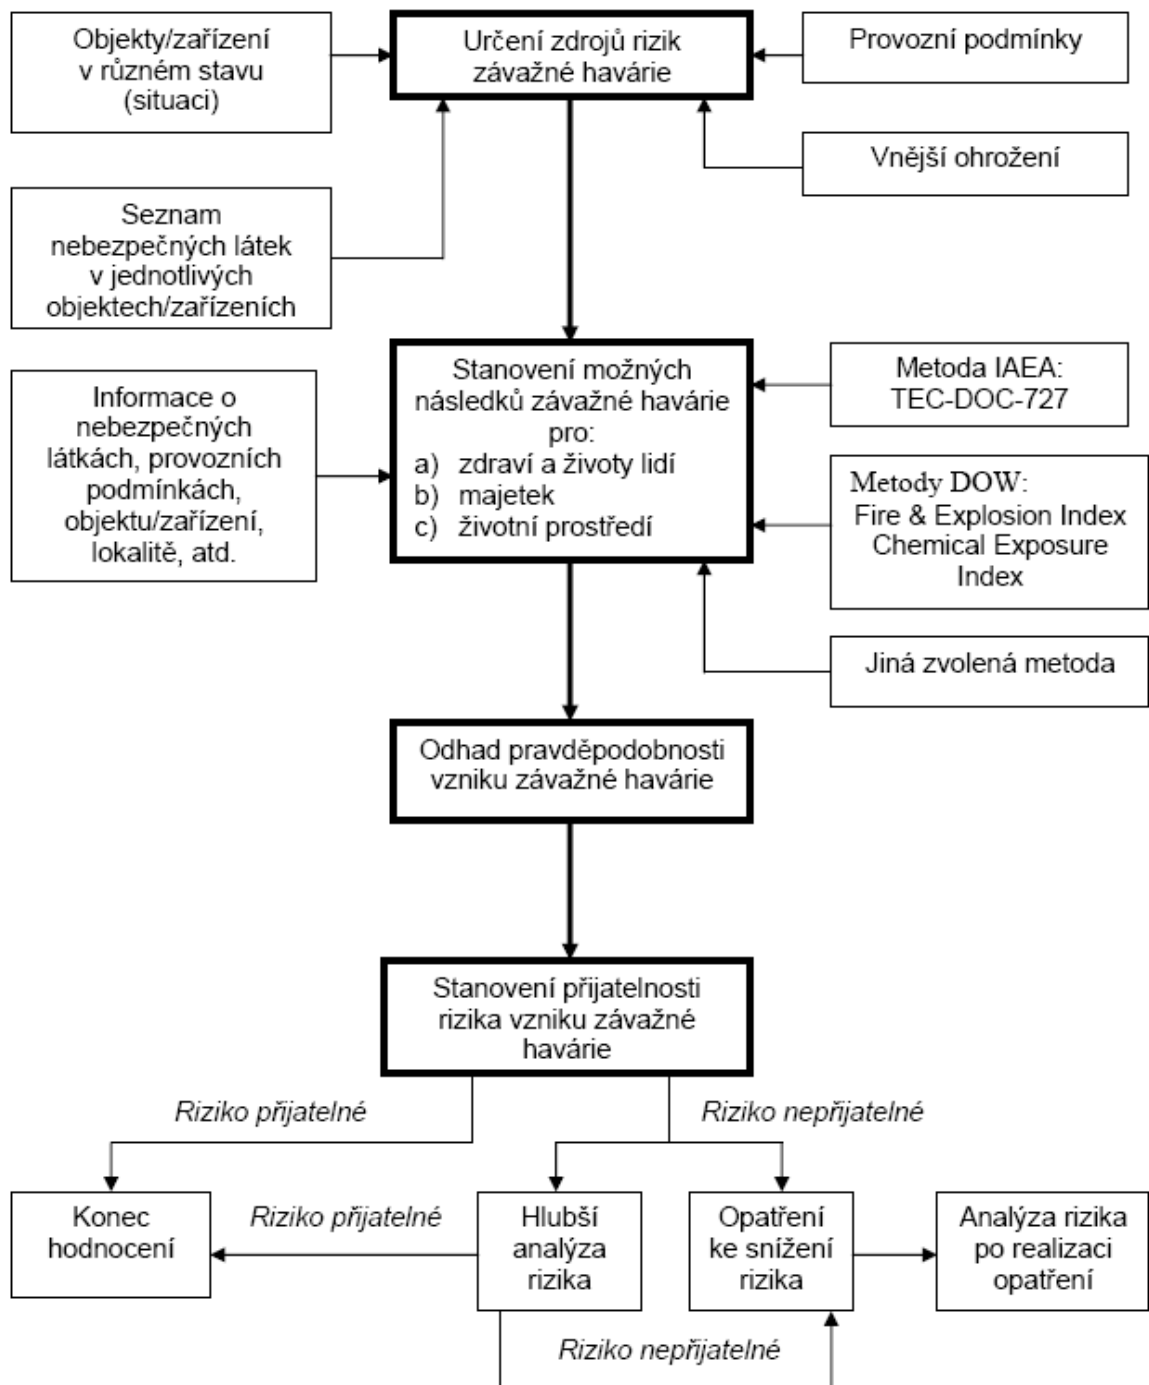 Objekty/zařízení
v různém stavu
(situaci)
Určení zdrojů rizik
závažné havárie
Provozní podmínky
Vnější ohrožení
Seznam
nebezpečných látek
v jednotlivých
objektech/zařízeních
Informace o
nebezpečných
látkách, provozních
podmínkách,
objektu/zařízení,
lokalitě, atd.
Stanovení možných
následků závažné havárie
pro:
a) zdraví a životy lidí
b) majetek
c) životní prostředí
Metoda IAEA:
TEC-DOC-727
Metody DOW:
Fire & Explosion Index
Chemical Exposure
Index
Jiná zvolená metoda
Odhad pravděpodobnosti
vzniku závažné havárie
Stanovení přijatelnosti
rizika vzniku závažné
havárie
Riziko přijatelné
Riziko nepřijatelné
Konec
hodnocení
Riziko přijatelné
Hlubší
analýza
rizika
Opatření
ke snížení
rizika
Analýza rizika
po realizaci
opatření
Riziko nepřijatelné